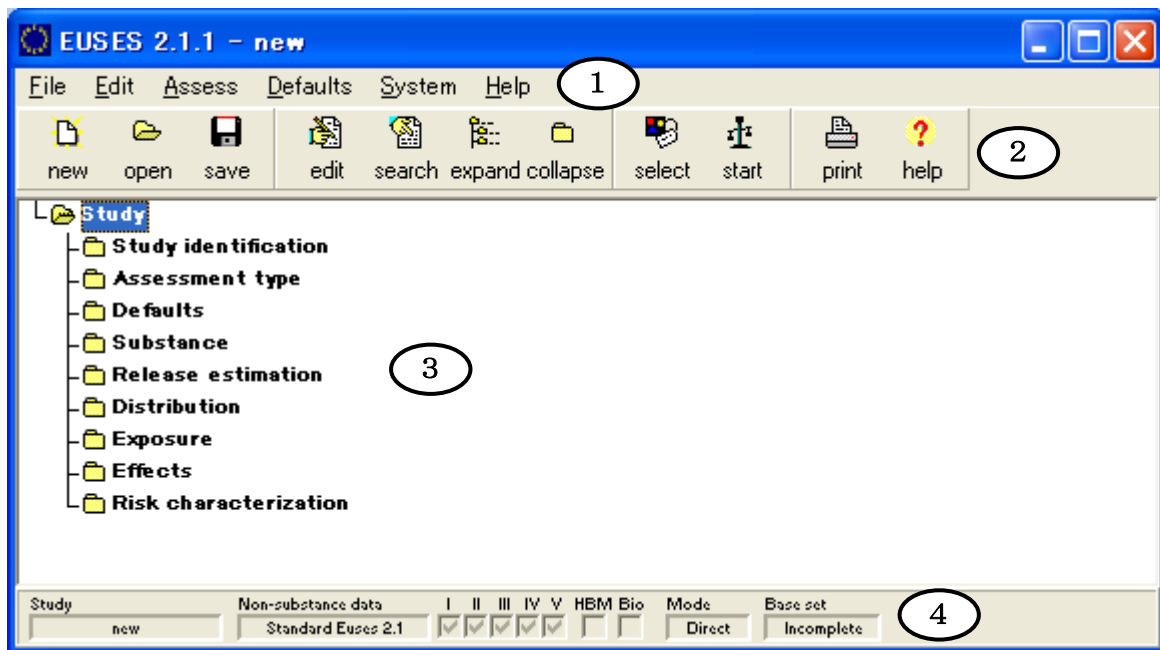 EUSES 2.1.1 – new
File Edit Assess Defaults System Help 1
new open save edit search expand collapse select start print help 2
Study
Study identification
Assessment type
Defaults
Substance
Release estimation
3
Distribution
Exposure
Effects
Risk characterization
Study Non-substance data I II III IV V HBM Bio Mode Base set
new Standard Euses 2.1 Direct Incomplete 4